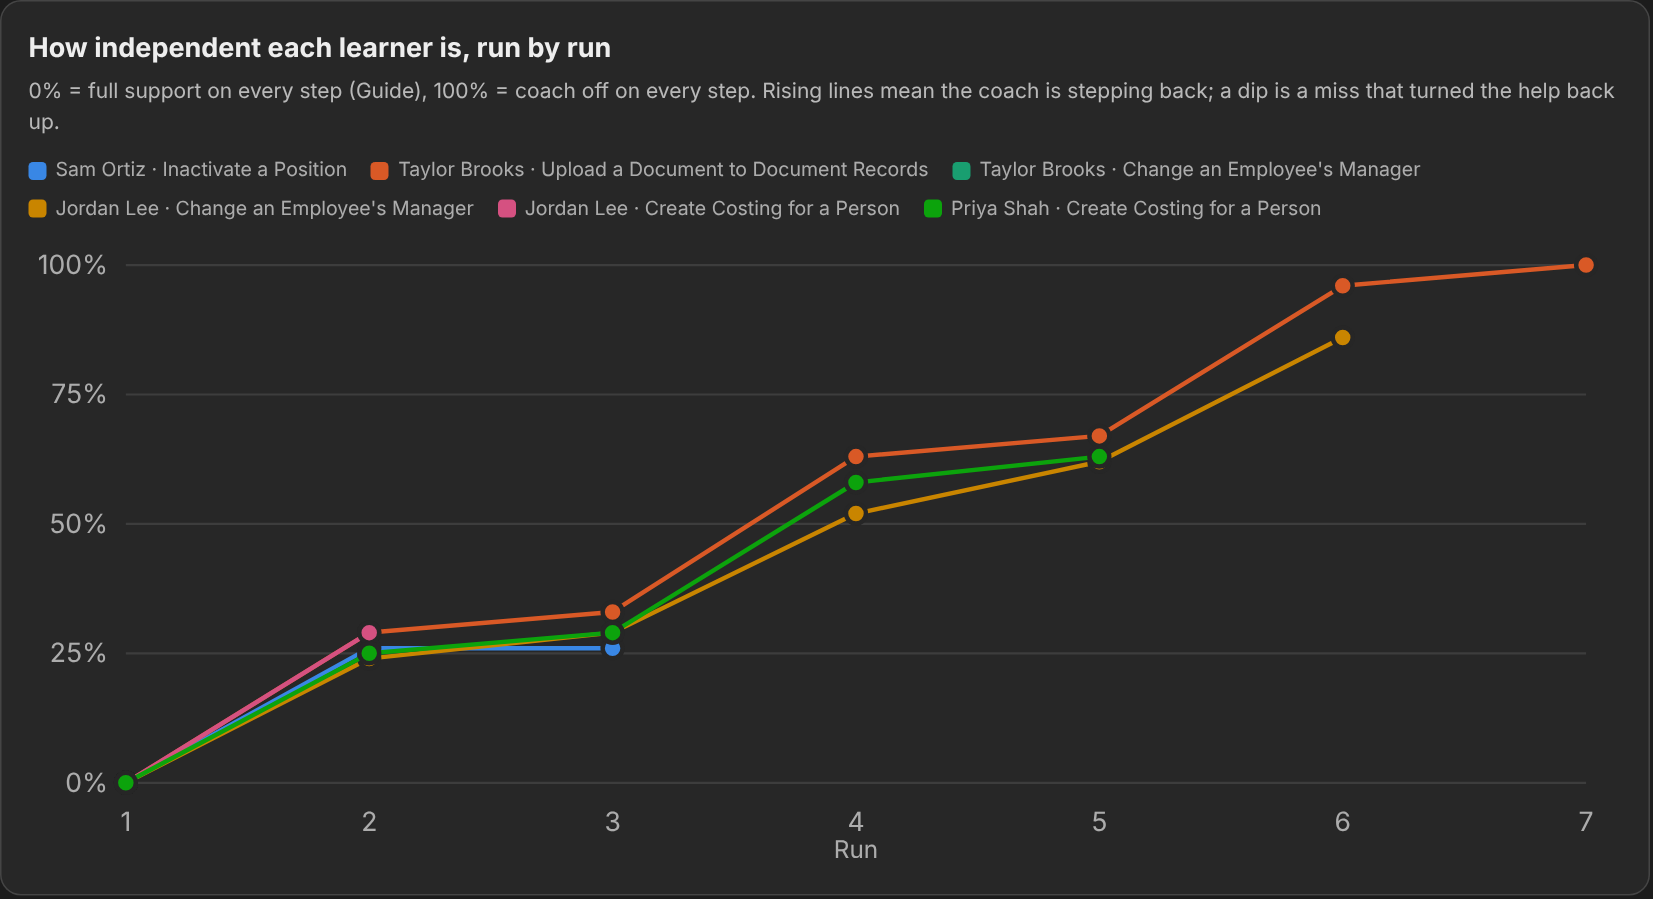 How independent each learner is, run by run
0% = full support on every step (Guide), 100% = coach off on every step. Rising lines mean the coach is stepping back; a dip is a miss that turned the help back
up.
Sam Ortiz · Inactivate a Position Taylor Brooks · Upload a Document to Document Records Taylor Brooks · Change an Employee's Manager
Jordan Lee · Change an Employee's Manager Jordan Lee · Create Costing for a Person Priya Shah · Create Costing for a Person
100%
75%
50%
25%
0%
1 2 3 4 5 6 7
Run